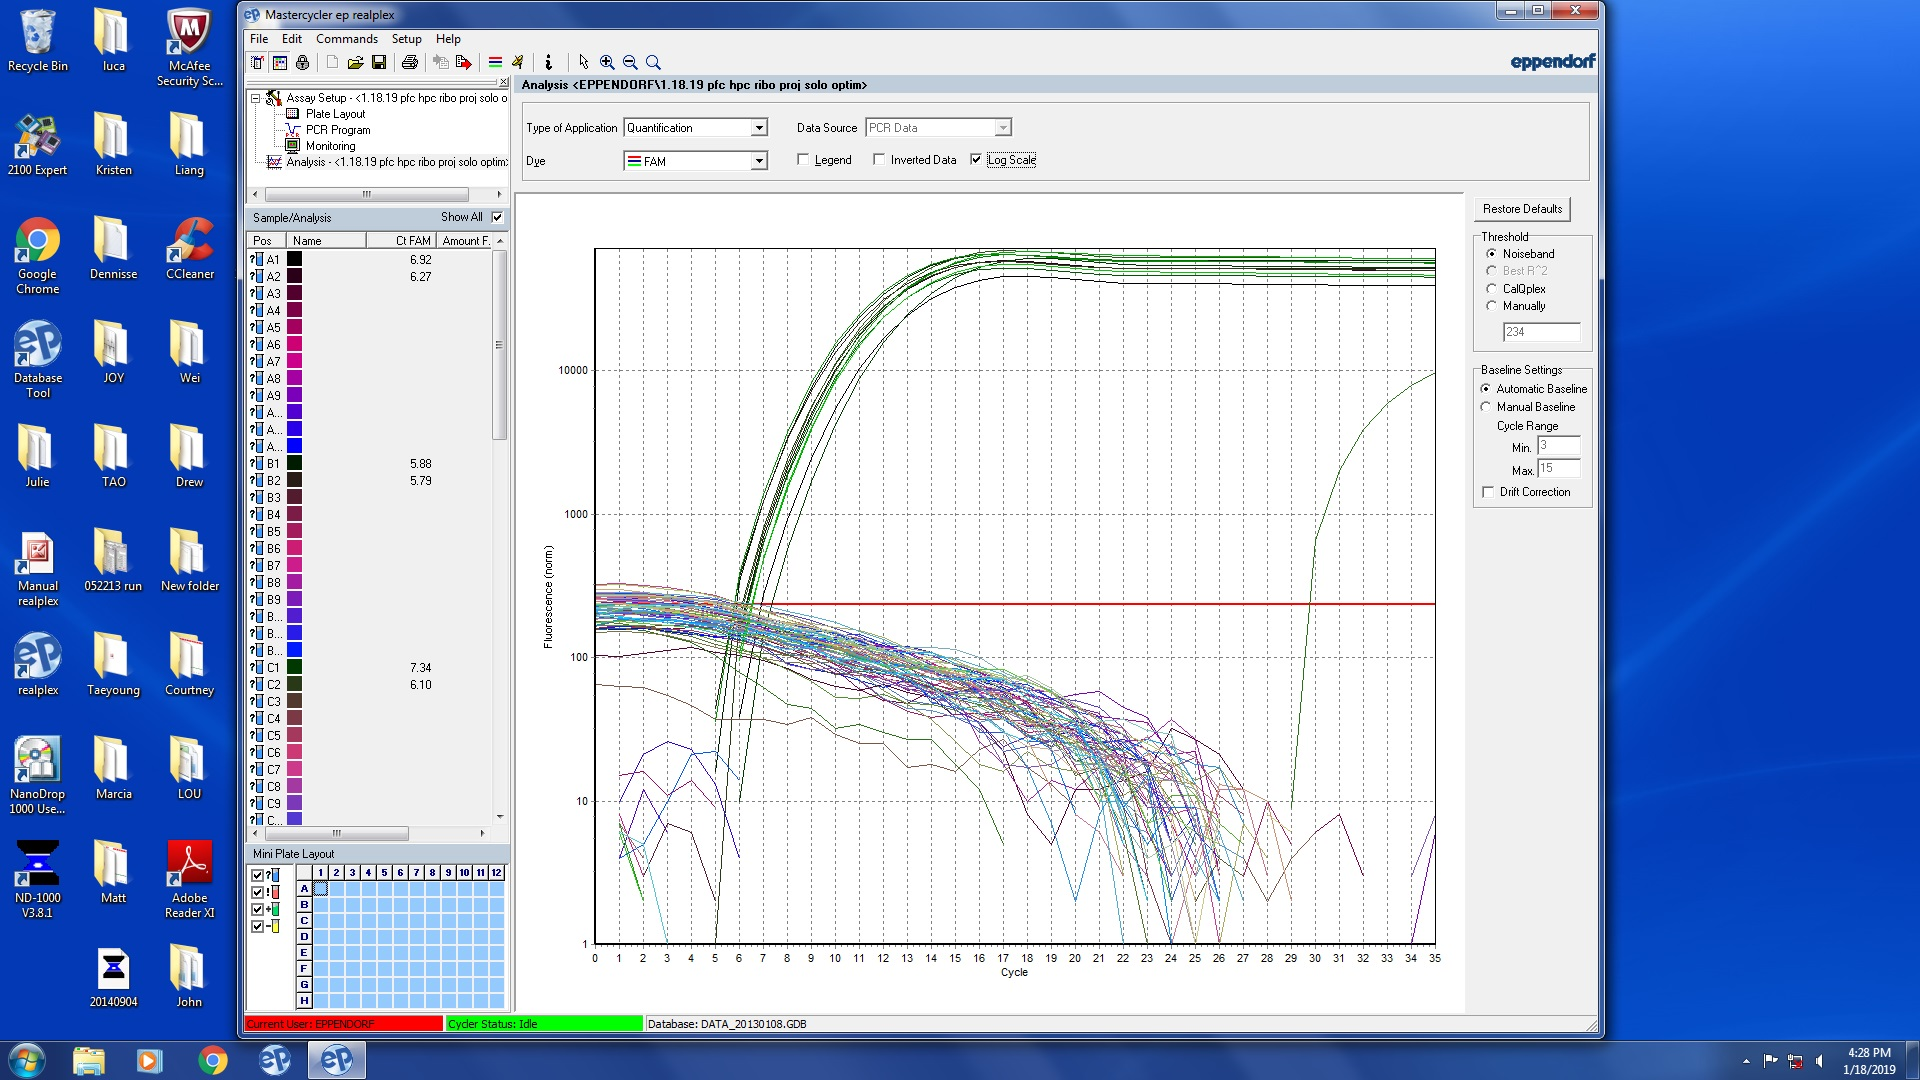 Recycle Bin
luca
McAfee
Security Sc...
2100 Expert
Kristen
Liang
Google
Chrome
Dennisse
CCleaner
Database
Tool
JOY
Wei
Julie
TAO
Drew
Manual
realplex
052213 run
New folder
realplex
Taeyoung
Courtney
NanoDrop
1000 Use...
Marcia
LOU
ND-1000
V3.8.1
Matt
Adobe
Reader XI
20140904
John
Mastercycler ep realplex
File Edit Commands Setup Help
eppendorf
Assay Setup - <1.18.19 pfc hpc ribo proj solo o
Plate Layout
PCR Program
Monitoring
Analysis - <1.18.19 pfc hpc ribo proj solo optim>
Sample/Analysis Show All
Pos Name Ct FAM Amount F.
A1 6.92
A2 6.27
A3
A4
A5
A6
A7
A8
A9
A...
A...
A...
B1 5.88
B2 5.79
B3
B4
B5
B6
B7
B8
B9
B...
B...
B...
C1 7.34
C2 6.10
C3
C4
C5
C6
C7
C8
C9
C...
Mini Plate Layout
1 2 3 4 5 6 7 8 9 10 11 12
A
B
C
D
E
F
G
H
Analysis <EPPENDORF\1.18.19 pfc hpc ribo proj solo optim>
Type of Application Quantification Data Source PCR Data
Dye FAM Legend Inverted Data Log Scale
Fluorescence (norm)
10000
1000
100
10
1
0 1 2 3 4 5 6 7 8 9 10 11 12 13 14 15 16 17 18 19 20 21 22 23 24 25 26 27 28 29 30 31 32 33 34 35
Cycle
Restore Defaults
Threshold
Noiseband
Best R^2
CalQplex
Manually
234
Baseline Settings
Automatic Baseline
Manual Baseline
Cycle Range
Min. 3
Max. 15
Drift Correction
Current User: EPPENDORF Cycler Status: Idle Database: DATA_20130108.GDB
4:28 PM
1/18/2019